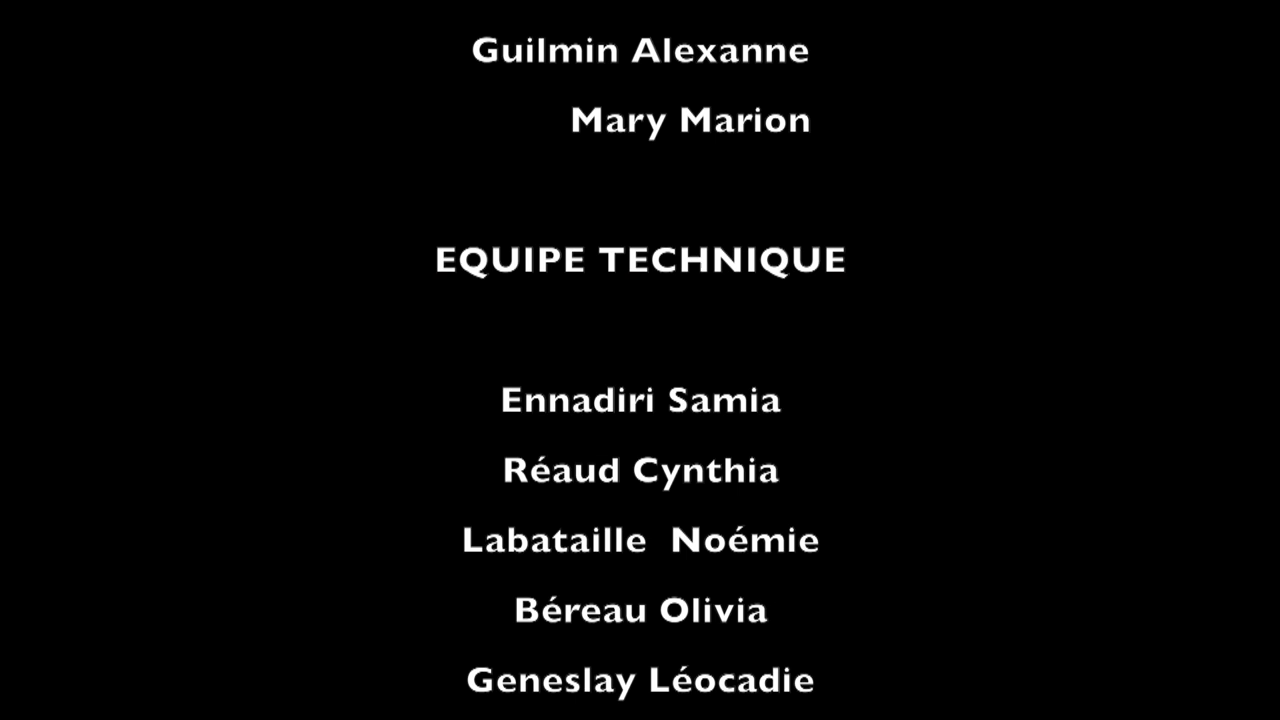 Guilmin Alexanne
Mary Marion
EQUIPE TECHNIQUE
Ennadiri Samia
Réaud Cynthia
Labataille  Noémie
Béreau Olivia
Geneslay Léocadie